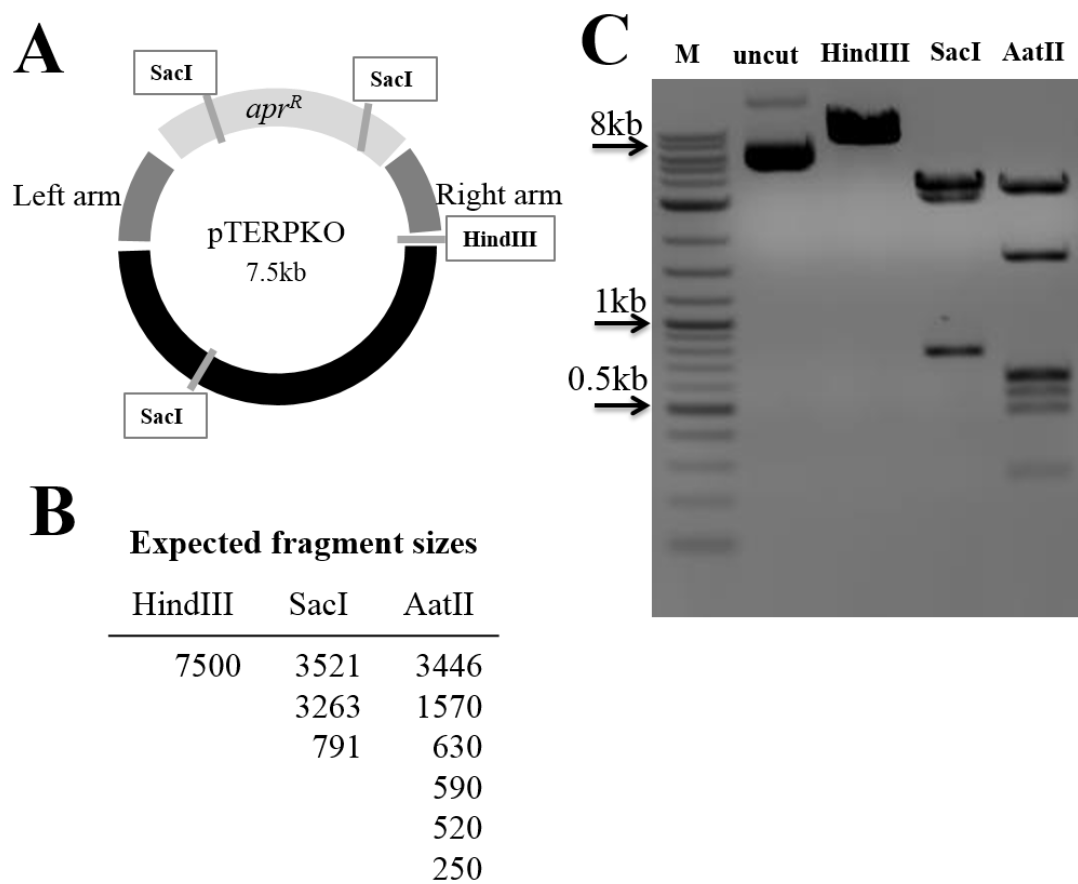 A
SacI
SacI
apr^R
Left arm
Right arm
pTERPKO
7.5kb
HindIII
SacI
B
Expected fragment sizes
HindIII SacI AatII
7500 3521 3446
3263 1570
791 630
590
520
250
C
M uncut HindIII SacI AatII
8kb
1kb
0.5kb